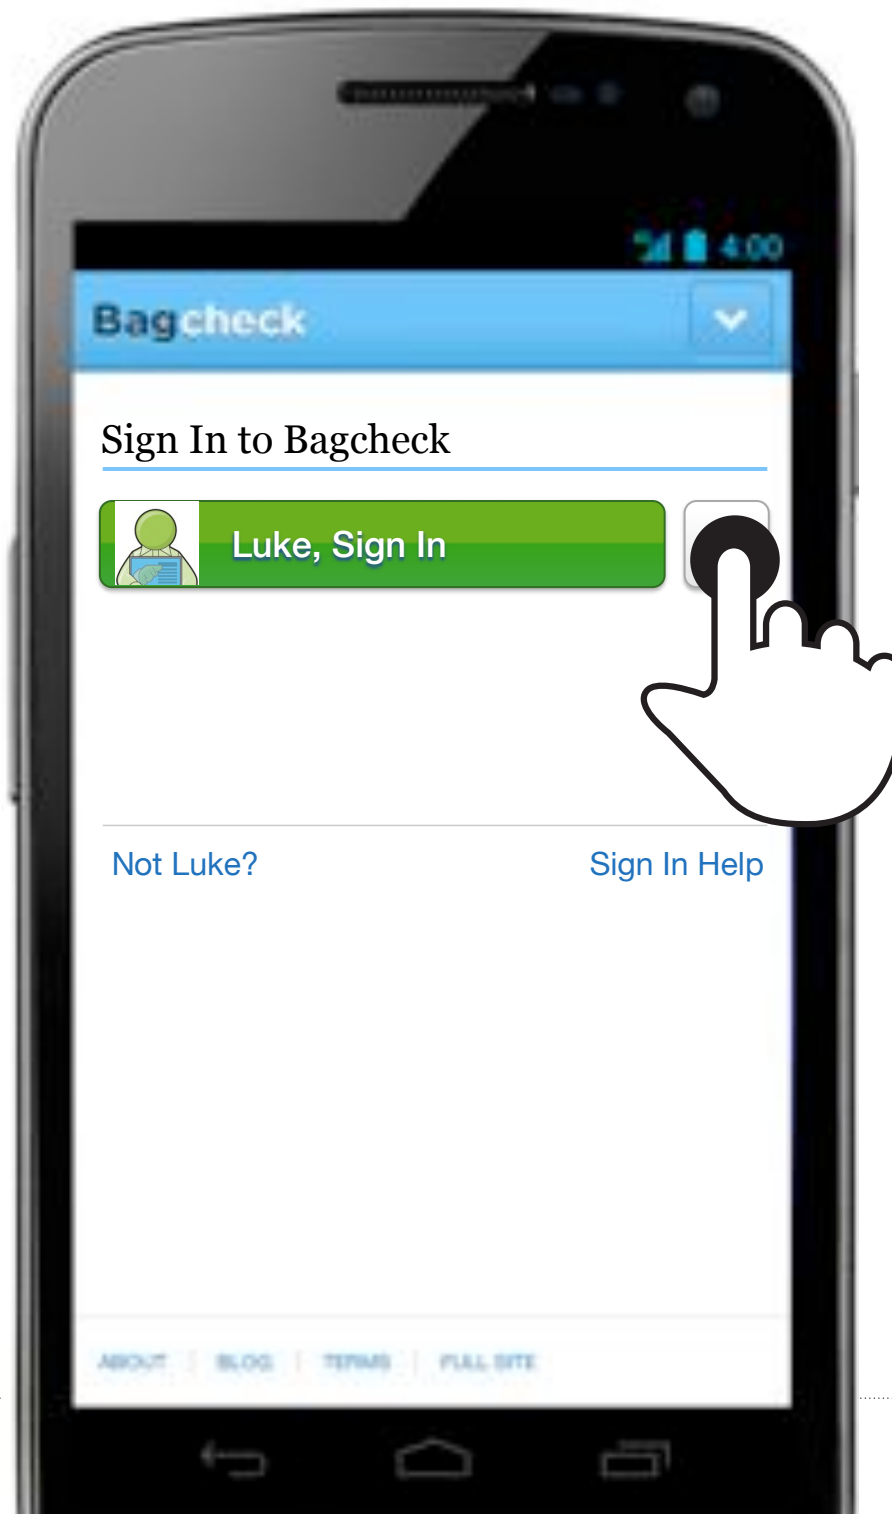 4:00
Bagcheck
Sign In to Bagcheck
Luke, Sign In
Not Luke? Sign In Help
ABOUT BLOG TERMS FULL SITE